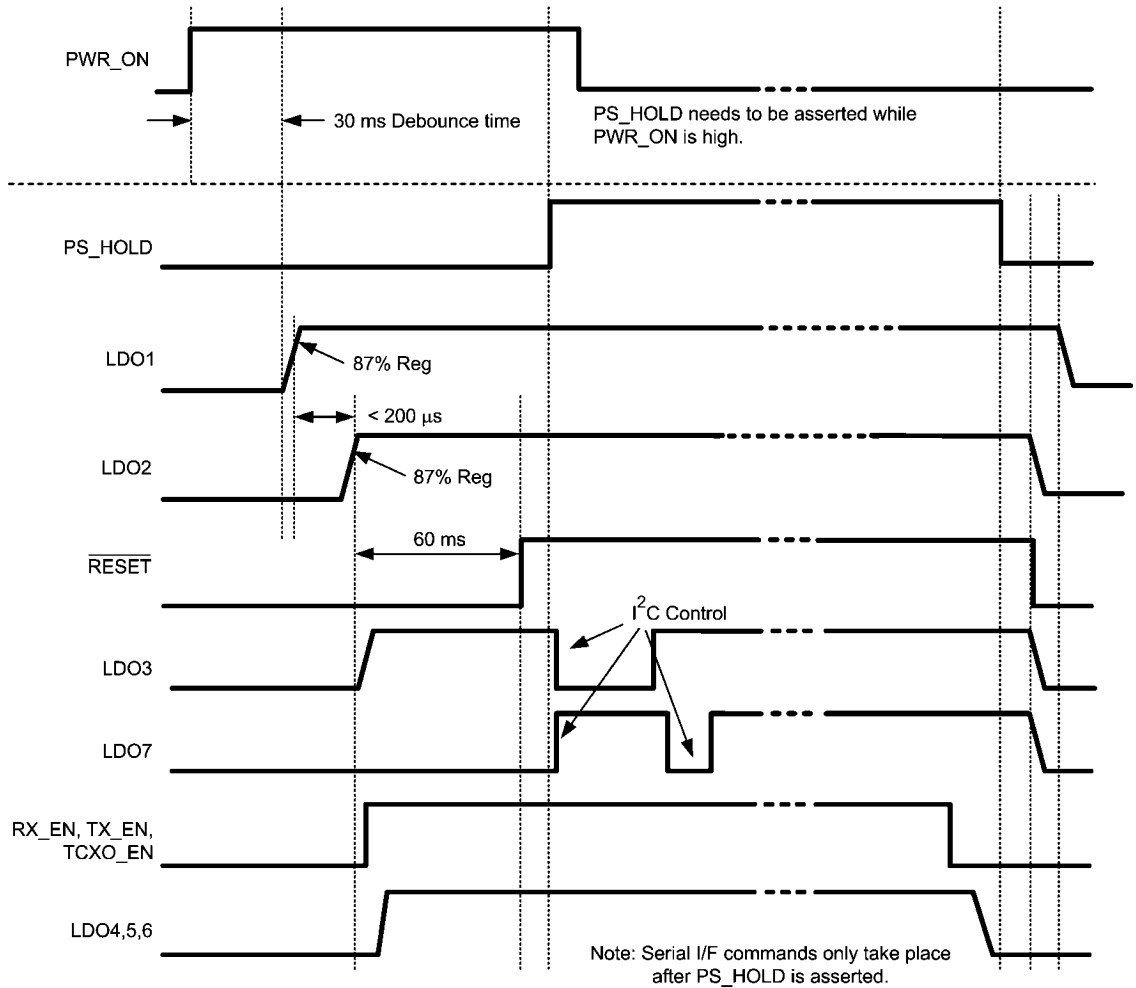 PWR_ON
30 ms Debounce time
PS_HOLD needs to be asserted while
PWR_ON is high.
PS_HOLD
LDO1
87% Reg
< 200 µs
LDO2
87% Reg
60 ms
RESET
I2C Control
LDO3
LDO7
RX_EN, TX_EN,
TCXO_EN
LDO4,5,6
Note: Serial I/F commands only take place
after PS_HOLD is asserted.